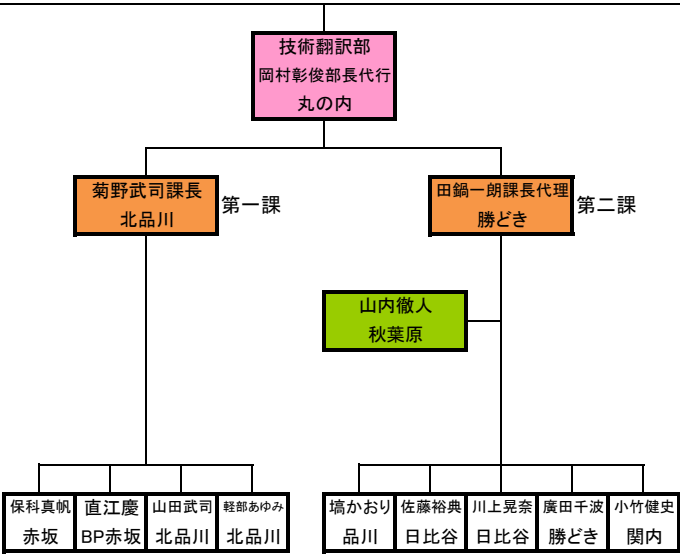 技術翻訳部
岡村彰俊部長代行
丸の内
菊野武司課長
北品川
第一課
田鍋一朗課長代理
勝どき
第二課
山内徹人
秋葉原
保科真帆
赤坂
直江慶
BP赤坂
山田武司
北品川
軽部あゆみ
北品川
塙かおり
品川
佐藤裕典
日比谷
川上晃奈
日比谷
廣田千波
勝どき
小竹健史
関内